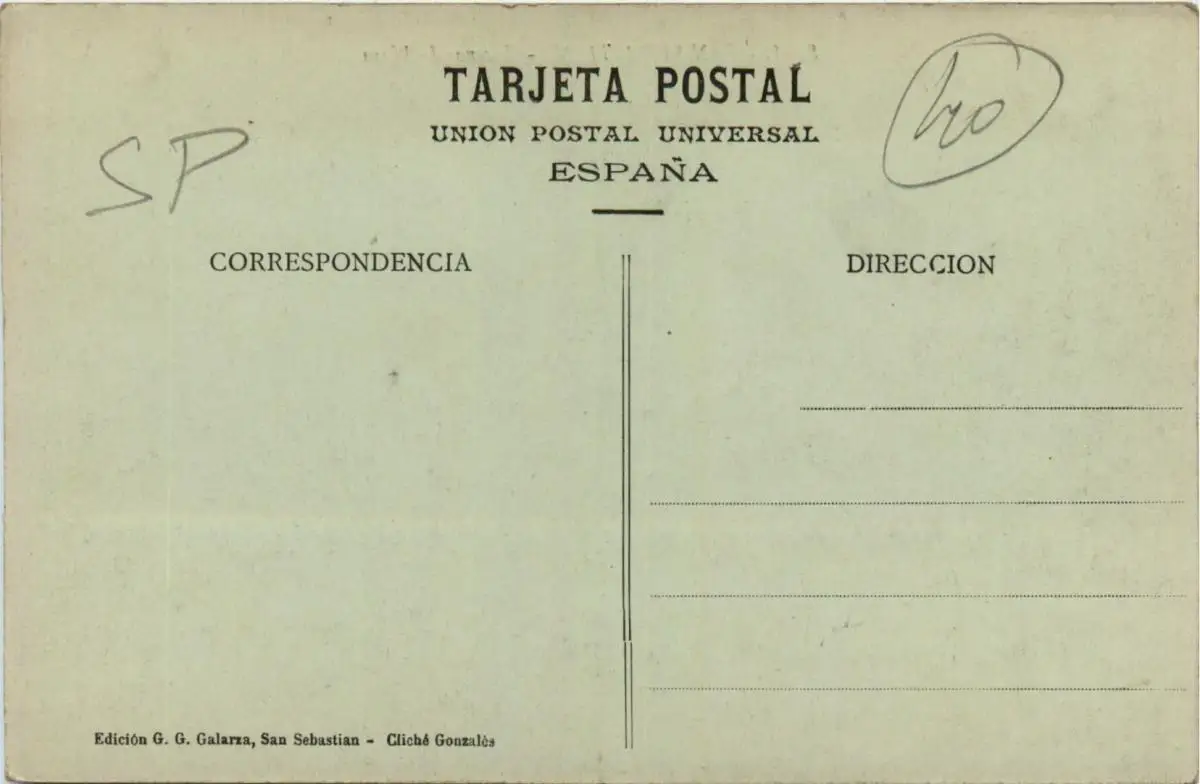 TARJETA POSTAL
UNION POSTAL UNIVERSAL
ESPAÑA
SP
CORRESPONDENCIA
DIRECCION
Edición G. G. Galarza, San Sebastian - Cliché Gonzalès